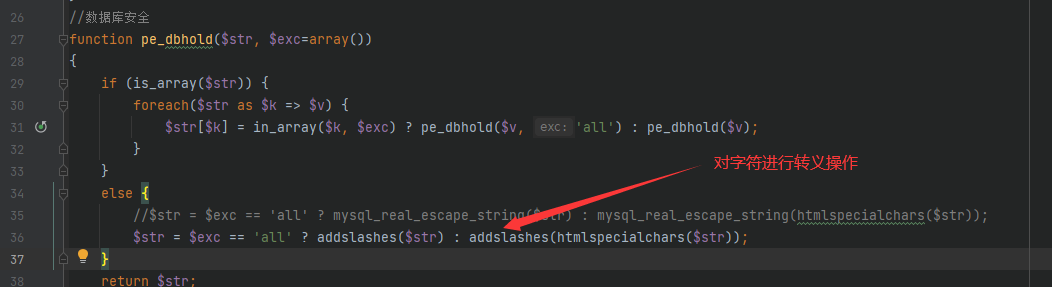 26 //数据库安全
27 function pe_dbhold($str, $exc=array())
28 {
29 if (is_array($str)) {
30 foreach($str as $k => $v) {
31 $str[$k] = in_array($k, $exc) ? pe_dbhold($v, exc: 'all') : pe_dbhold($v);
32 }
对字符进行转义操作
33 }
34 else {
35 //$str = $exc == 'all' ? mysql_real_escape_string($str) : mysql_real_escape_string(htmlspecialchars($str));
36 $str = $exc == 'all' ? addslashes($str) : addslashes(htmlspecialchars($str));
37 }
38 return $str;